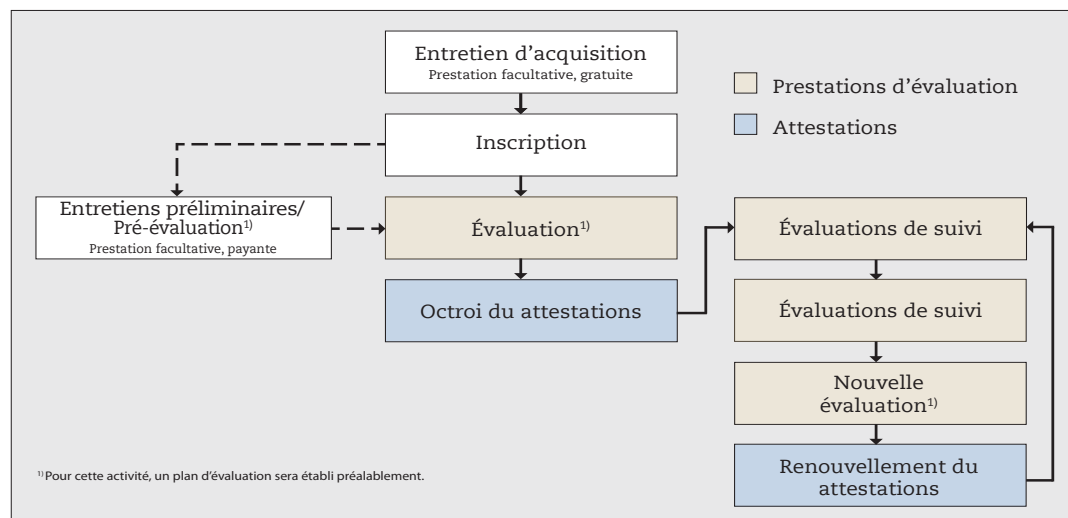 Entretien d’acquisition
Prestation facultative, gratuite
Prestations d’évaluation
Attestations
Inscription
Entretiens préliminaires/
Pré-évaluation¹⁾
Prestation facultative, payante
Évaluation¹⁾
Évaluations de suivi
Octroi du attestations
Évaluations de suivi
Nouvelle
évaluation¹⁾
Renouvellement du
attestations
¹⁾ Pour cette activité, un plan d’évaluation sera établi préalablement.